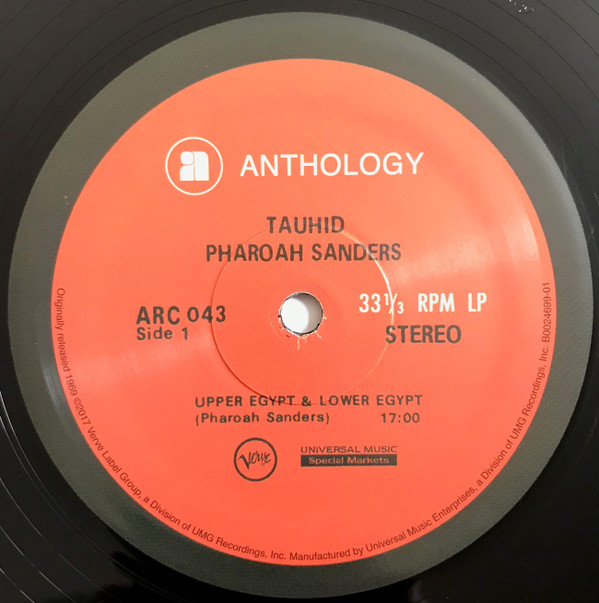 a ANTHOLOGY
TAUHID
PHAROAH SANDERS
ARC 043
Side 1
33⅓ RPM LP
STEREO
UPPER EGYPT & LOWER EGYPT
(Pharoah Sanders) 17:00
Verve
UNIVERSAL MUSIC
Special Markets
Originally released 1969 ©2017 Verve Label Group, a Division of UMG Recordings, Inc. Manufactured by Universal Music Enterprises, a Division of UMG Recordings, Inc. B0024699-01